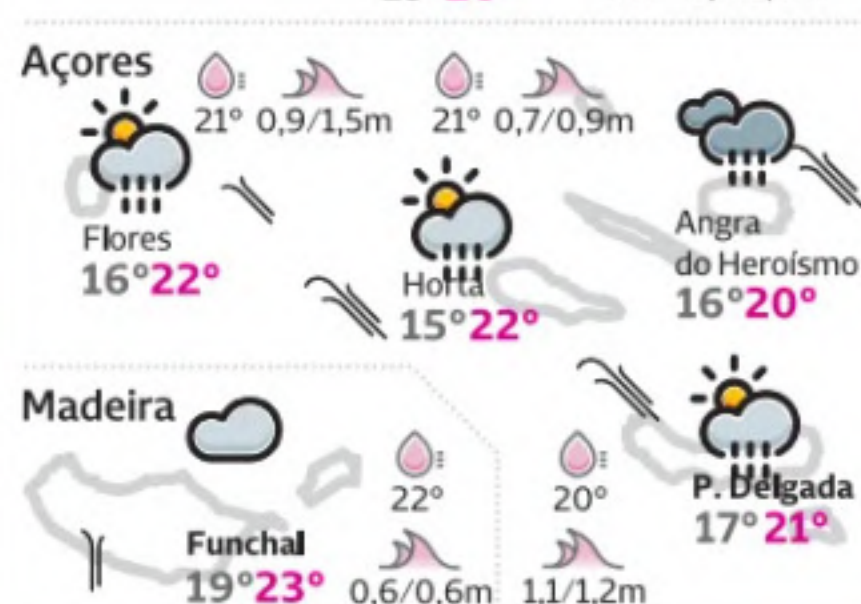 Açores
21° 0,9/1,5m
21° 0,7/0,9m
Flores
16° 22°
Horta
15° 22°
Angra
do Heroísmo
16° 20°
Madeira
22°
0,6/0,6m
Funchal
19° 23°
20°
1,1/1,2m
P. Delgada
17° 21°